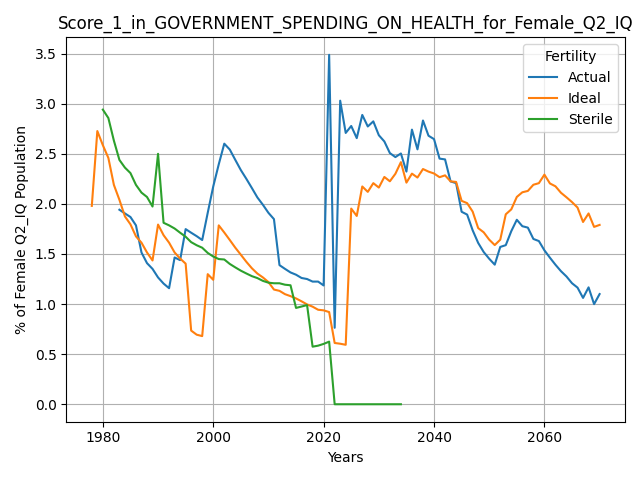 Score_1_in_GOVERNMENT_SPENDING_ON_HEALTH_for_Female_Q2_IQ
Fertility
Actual
Ideal
Sterile
% of Female Q2_IQ Population
3.5
3.0
2.5
2.0
1.5
1.0
0.5
0.0
1980 2000 2020 2040 2060
Years